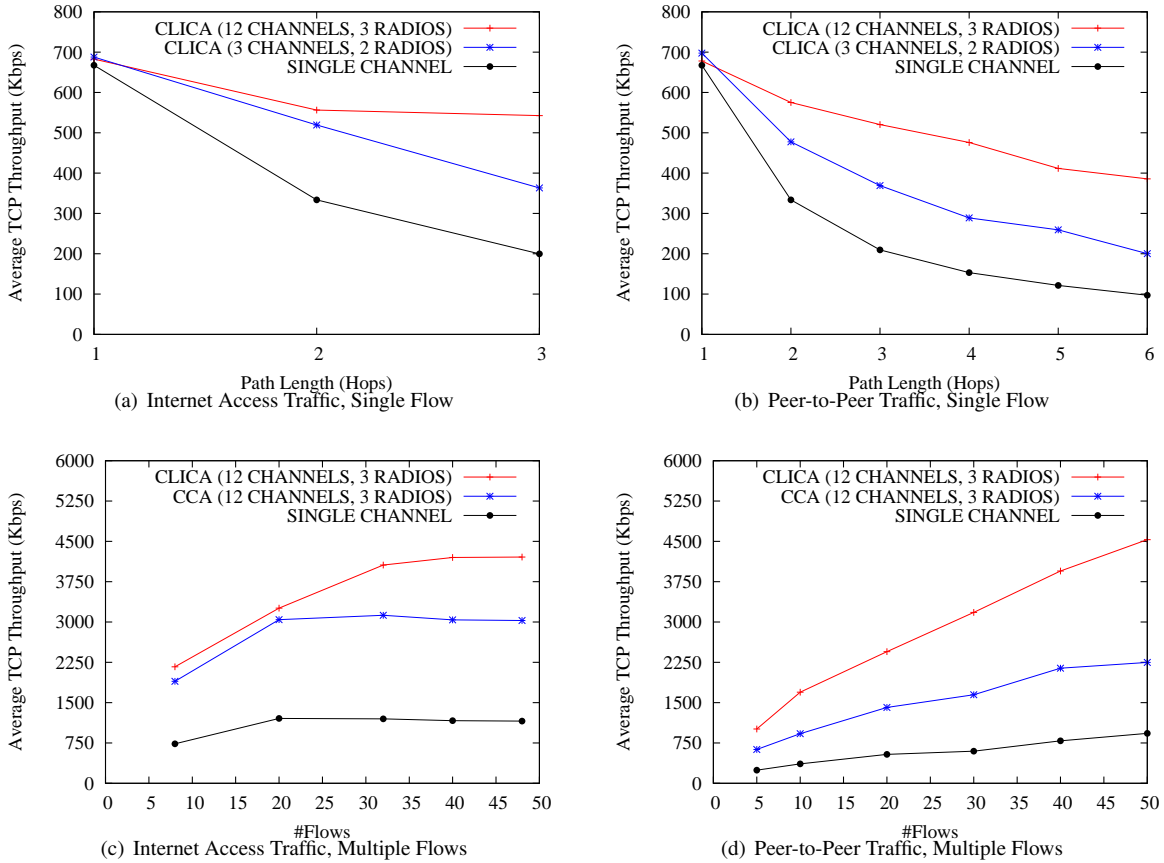 CLICA (12 CHANNELS, 3 RADIOS)
CLICA (3 CHANNELS, 2 RADIOS)
SINGLE CHANNEL
Average TCP Throughput (Kbps)
800
700
600
500
400
300
200
100
0
1 2 3
Path Length (Hops)
(a) Internet Access Traffic, Single Flow
CLICA (12 CHANNELS, 3 RADIOS)
CLICA (3 CHANNELS, 2 RADIOS)
SINGLE CHANNEL
Average TCP Throughput (Kbps)
800
700
600
500
400
300
200
100
0
1 2 3 4 5 6
Path Length (Hops)
(b) Peer-to-Peer Traffic, Single Flow
CLICA (12 CHANNELS, 3 RADIOS)
CCA (12 CHANNELS, 3 RADIOS)
SINGLE CHANNEL
Average TCP Throughput (Kbps)
6000
5250
4500
3750
3000
2250
1500
750
0
0 5 10 15 20 25 30 35 40 45 50
#Flows
(c) Internet Access Traffic, Multiple Flows
CLICA (12 CHANNELS, 3 RADIOS)
CCA (12 CHANNELS, 3 RADIOS)
SINGLE CHANNEL
Average TCP Throughput (Kbps)
6000
5250
4500
3750
3000
2250
1500
750
0
0 5 10 15 20 25 30 35 40 45 50
#Flows
(d) Peer-to-Peer Traffic, Multiple Flows